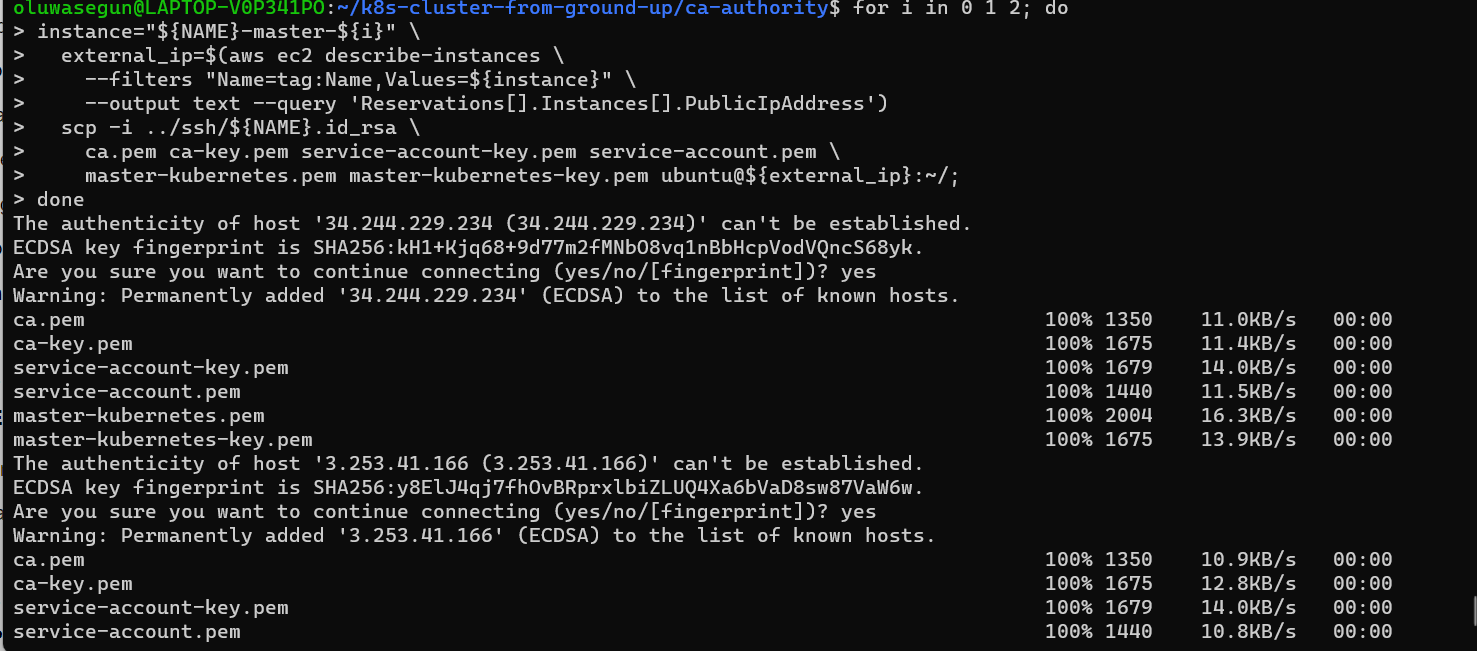 oluwasegun@LAPTOP-V0P341PO:~/k8s-cluster-from-ground-up/ca-authority$ for i in 0 1 2; do
> instance="${NAME}-master-${i}" \
>   external_ip=$(aws ec2 describe-instances \
>     --filters "Name=tag:Name,Values=${instance}" \
>     --output text --query 'Reservations[].Instances[].PublicIpAddress')
>   scp -i ../ssh/${NAME}.id_rsa \
>     ca.pem ca-key.pem service-account-key.pem service-account.pem \
>     master-kubernetes.pem master-kubernetes-key.pem ubuntu@${external_ip}:~/;
> done
The authenticity of host '34.244.229.234 (34.244.229.234)' can't be established.
ECDSA key fingerprint is SHA256:kH1+Kjq68+9d77m2fMNbO8vq1nBbHcpVodVQncS68yk.
Are you sure you want to continue connecting (yes/no/[fingerprint])? yes
Warning: Permanently added '34.244.229.234' (ECDSA) to the list of known hosts.
ca.pem 100% 1350 11.0KB/s 00:00
ca-key.pem 100% 1675 11.4KB/s 00:00
service-account-key.pem 100% 1679 14.0KB/s 00:00
service-account.pem 100% 1440 11.5KB/s 00:00
master-kubernetes.pem 100% 2004 16.3KB/s 00:00
master-kubernetes-key.pem 100% 1675 13.9KB/s 00:00
The authenticity of host '3.253.41.166 (3.253.41.166)' can't be established.
ECDSA key fingerprint is SHA256:y8ElJ4qj7fhOvBRprxlbiZLUQ4Xa6bVaD8sw87VaW6w.
Are you sure you want to continue connecting (yes/no/[fingerprint])? yes
Warning: Permanently added '3.253.41.166' (ECDSA) to the list of known hosts.
ca.pem 100% 1350 10.9KB/s 00:00
ca-key.pem 100% 1675 12.8KB/s 00:00
service-account-key.pem 100% 1679 14.0KB/s 00:00
service-account.pem 100% 1440 10.8KB/s 00:00